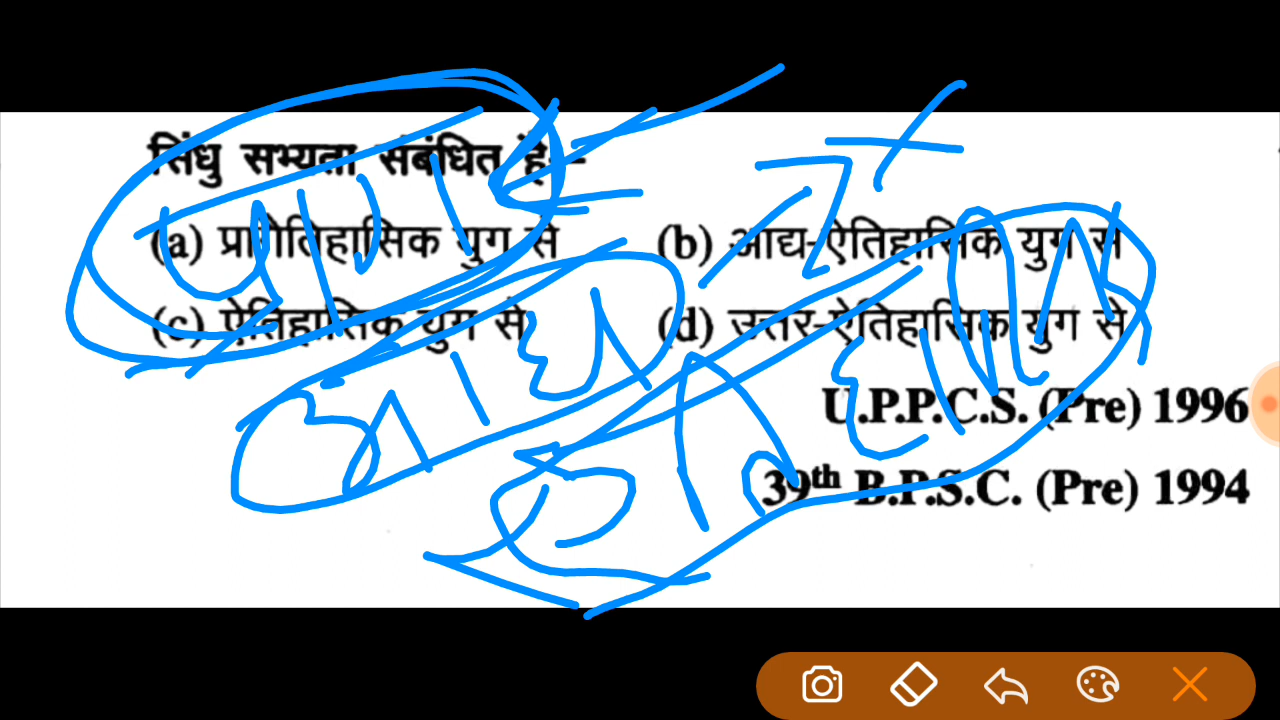 सिंधु सभ्यता संबंधित है–
(a) प्रागैतिहासिक युग से (b) आद्य-ऐतिहासिक युग से
(c) ऐतिहासिक युग से (d) उत्तर-ऐतिहासिक युग से
U.P.P.C.S. (Pre) 1996
39th B.P.S.C. (Pre) 1994